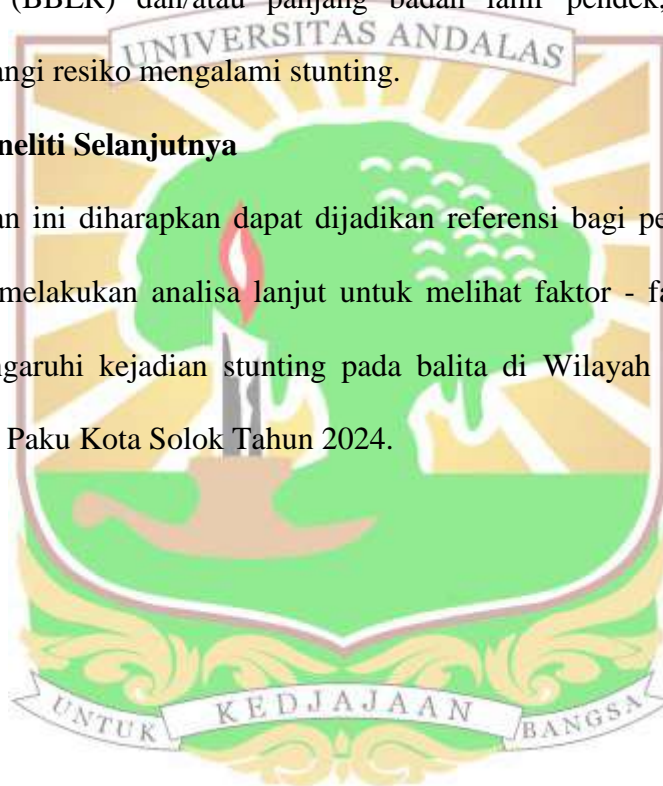 (BBLR) dan/atau panjang badan lahir pendek,
UNIVERSITAS ANDALAS
angi resiko mengalami stunting.
neliti Selanjutnya
an ini diharapkan dapat dijadikan referensi bagi pe
melakukan analisa lanjut untuk melihat faktor - fa
ngaruhi kejadian stunting pada balita di Wilayah
Paku Kota Solok Tahun 2024.
UNTUK KEDJAJAAN BANGSA